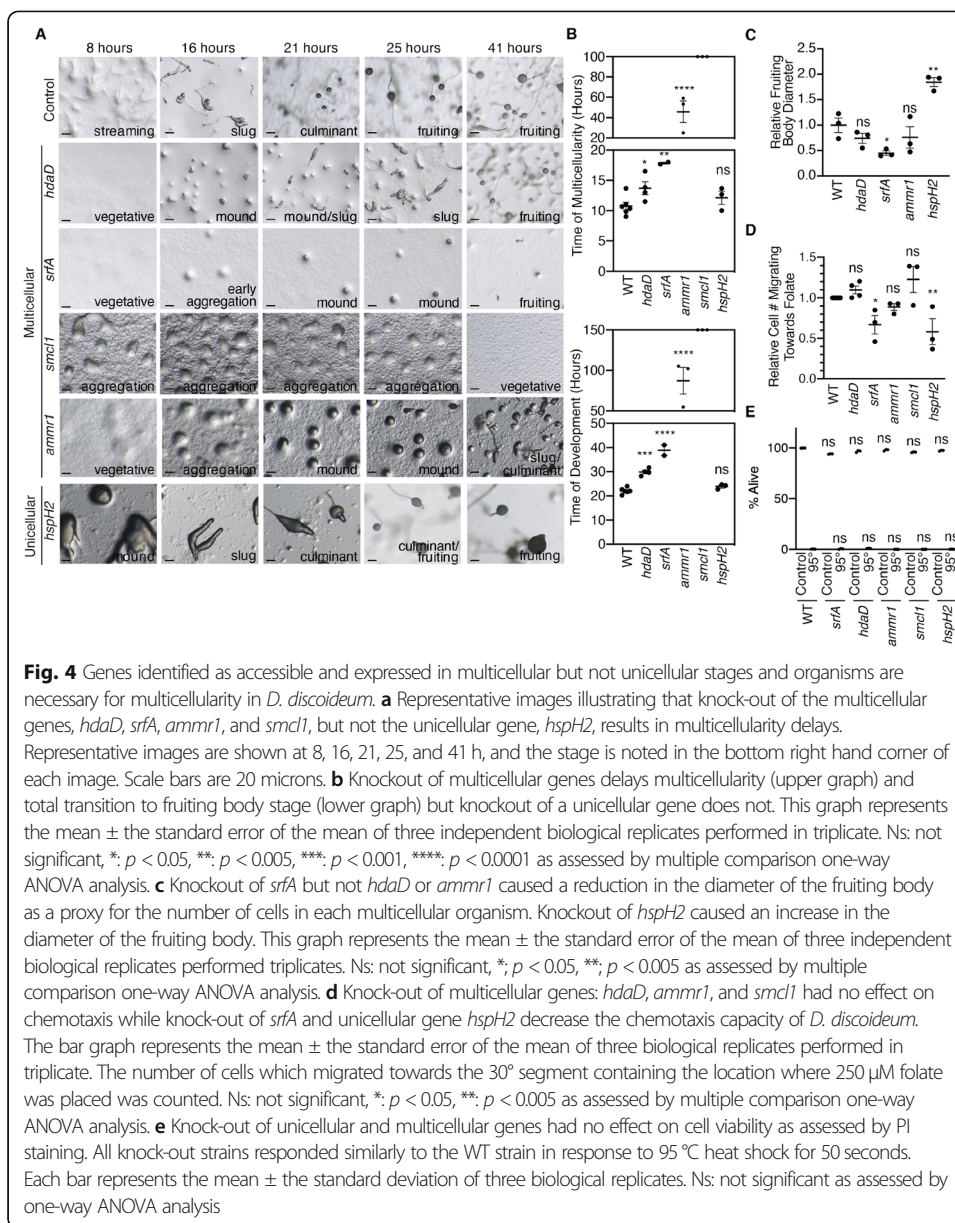 A
8 hours 16 hours 21 hours 25 hours 41 hours
Control
streaming slug culminant fruiting fruiting
Multicellular
hdaD
vegetative mound mound/slug slug fruiting
srfA
vegetative early aggregation mound mound fruiting
smcl1
aggregation aggregation aggregation aggregation vegetative
ammr1
vegetative aggregation mound mound slug/culminant
Unicellular
hspH2
mound slug culminant culminant/fruiting fruiting
B
Time of Multicellularity (Hours)
100
80
60
40
20
20
15
10
5
0
* ** **** ns
WT hdaD srfA ammr1 smcl1 hspH2
Time of Development (Hours)
150
100
50
50
40
30
20
10
0
*** **** **** ns
WT hdaD srfA ammr1 smcl1 hspH2
C
Relative Fruiting
Body Diameter
2.5
2.0
1.5
1.0
0.5
0
ns * ns **
WT hdaD srfA ammr1 hspH2
D
Relative Cell # Migrating
Towards Folate
1.5
1.0
0.5
0
ns * ns ns **
WT hdaD srfA ammr1 smcl1 hspH2
E
% Alive
100
50
0
ns ns ns ns ns
ns ns ns ns ns
Control 95° Control 95° Control 95° Control 95° Control 95° Control 95°
WT srfA hdaD ammr1 smcl1 hspH2
Fig. 4 Genes identified as accessible and expressed in multicellular but not unicellular stages and organisms are
necessary for multicellularity in D. discoideum. a Representative images illustrating that knock-out of the multicellular
genes, hdaD, srfA, ammr1, and smcl1, but not the unicellular gene, hspH2, results in multicellularity delays.
Representative images are shown at 8, 16, 21, 25, and 41 h, and the stage is noted in the bottom right hand corner of
each image. Scale bars are 20 microns. b Knockout of multicellular genes delays multicellularity (upper graph) and
total transition to fruiting body stage (lower graph) but knockout of a unicellular gene does not. This graph represents
the mean ± the standard error of the mean of three independent biological replicates performed in triplicate. Ns: not
significant, *: p < 0.05, **: p < 0.005, ***: p < 0.001, ****: p < 0.0001 as assessed by multiple comparison one-way
ANOVA analysis. c Knockout of srfA but not hdaD or ammr1 caused a reduction in the diameter of the fruiting body
as a proxy for the number of cells in each multicellular organism. Knockout of hspH2 caused an increase in the
diameter of the fruiting body. This graph represents the mean ± the standard error of the mean of three independent
biological replicates performed triplicates. Ns: not significant, *; p < 0.05, **; p < 0.005 as assessed by multiple
comparison one-way ANOVA analysis. d Knock-out of multicellular genes: hdaD, ammr1, and smcl1 had no effect on
chemotaxis while knock-out of srfA and unicellular gene hspH2 decrease the chemotaxis capacity of D. discoideum.
The bar graph represents the mean ± the standard error of the mean of three biological replicates performed in
triplicate. The number of cells which migrated towards the 30° segment containing the location where 250 μM folate
was placed was counted. Ns: not significant, *: p < 0.05, **: p < 0.005 as assessed by multiple comparison one-way
ANOVA analysis. e Knock-out of unicellular and multicellular genes had no effect on cell viability as assessed by PI
staining. All knock-out strains responded similarly to the WT strain in response to 95 °C heat shock for 50 seconds.
Each bar represents the mean ± the standard deviation of three biological replicates. Ns: not significant as assessed by
one-way ANOVA analysis